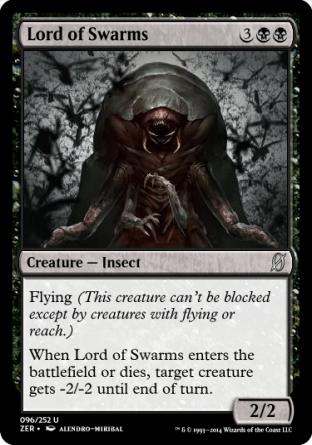 Lord of Swarms 3
Creature — Insect
Flying (This creature can't be blocked
except by creatures with flying or
reach.)
When Lord of Swarms enters the
battlefield or dies, target creature
gets -2/-2 until end of turn.
2/2
096/252 U
ZER • ALENDRO-MIRIBAL
™ & © 1993–2014 Wizards of the Coast LLC